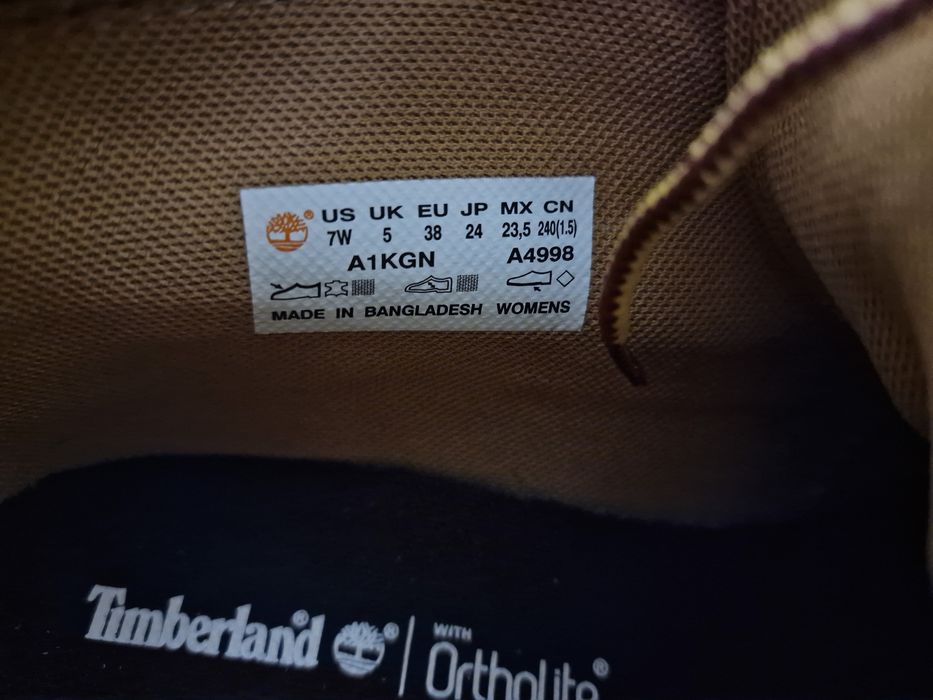 ® US UK EU JP MX CN
7W 5 38 24 23,5 240(1.5)
A1KGN A4998
MADE IN BANGLADESH WOMENS
Timberland® ® WITH
OrthoLite®